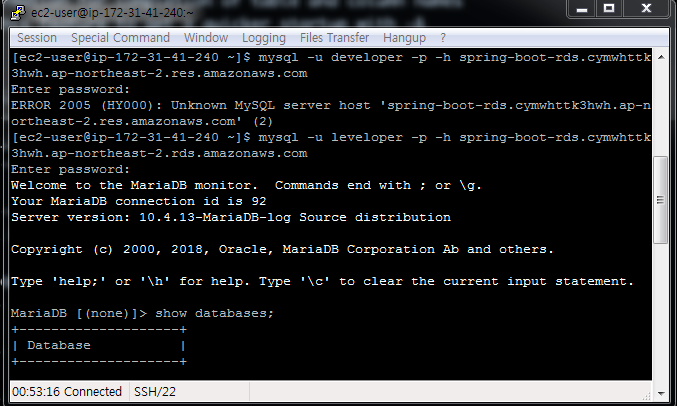 ec2-user@ip-172-31-41-240:~
Session Special Command Window Logging Files Transfer Hangup ?
[ec2-user@ip-172-31-41-240 ~]$ mysql -u developer -p -h spring-boot-rds.cymwhttk
3hwh.ap-northeast-2.res.amazonaws.com
Enter password:
ERROR 2005 (HY000): Unknown MySQL server host 'spring-boot-rds.cymwhttk3hwh.ap-n
ortheast-2.res.amazonaws.com' (2)
[ec2-user@ip-172-31-41-240 ~]$ mysql -u leveloper -p -h spring-boot-rds.cymwhttk
3hwh.ap-northeast-2.rds.amazonaws.com
Enter password:
Welcome to the MariaDB monitor.  Commands end with ; or \g.
Your MariaDB connection id is 92
Server version: 10.4.13-MariaDB-log Source distribution
Copyright (c) 2000, 2018, Oracle, MariaDB Corporation Ab and others.
Type 'help;' or '\h' for help. Type '\c' to clear the current input statement.
MariaDB [(none)]> show databases;
+--------------------+
| Database           |
+--------------------+
00:53:16 Connected SSH/22